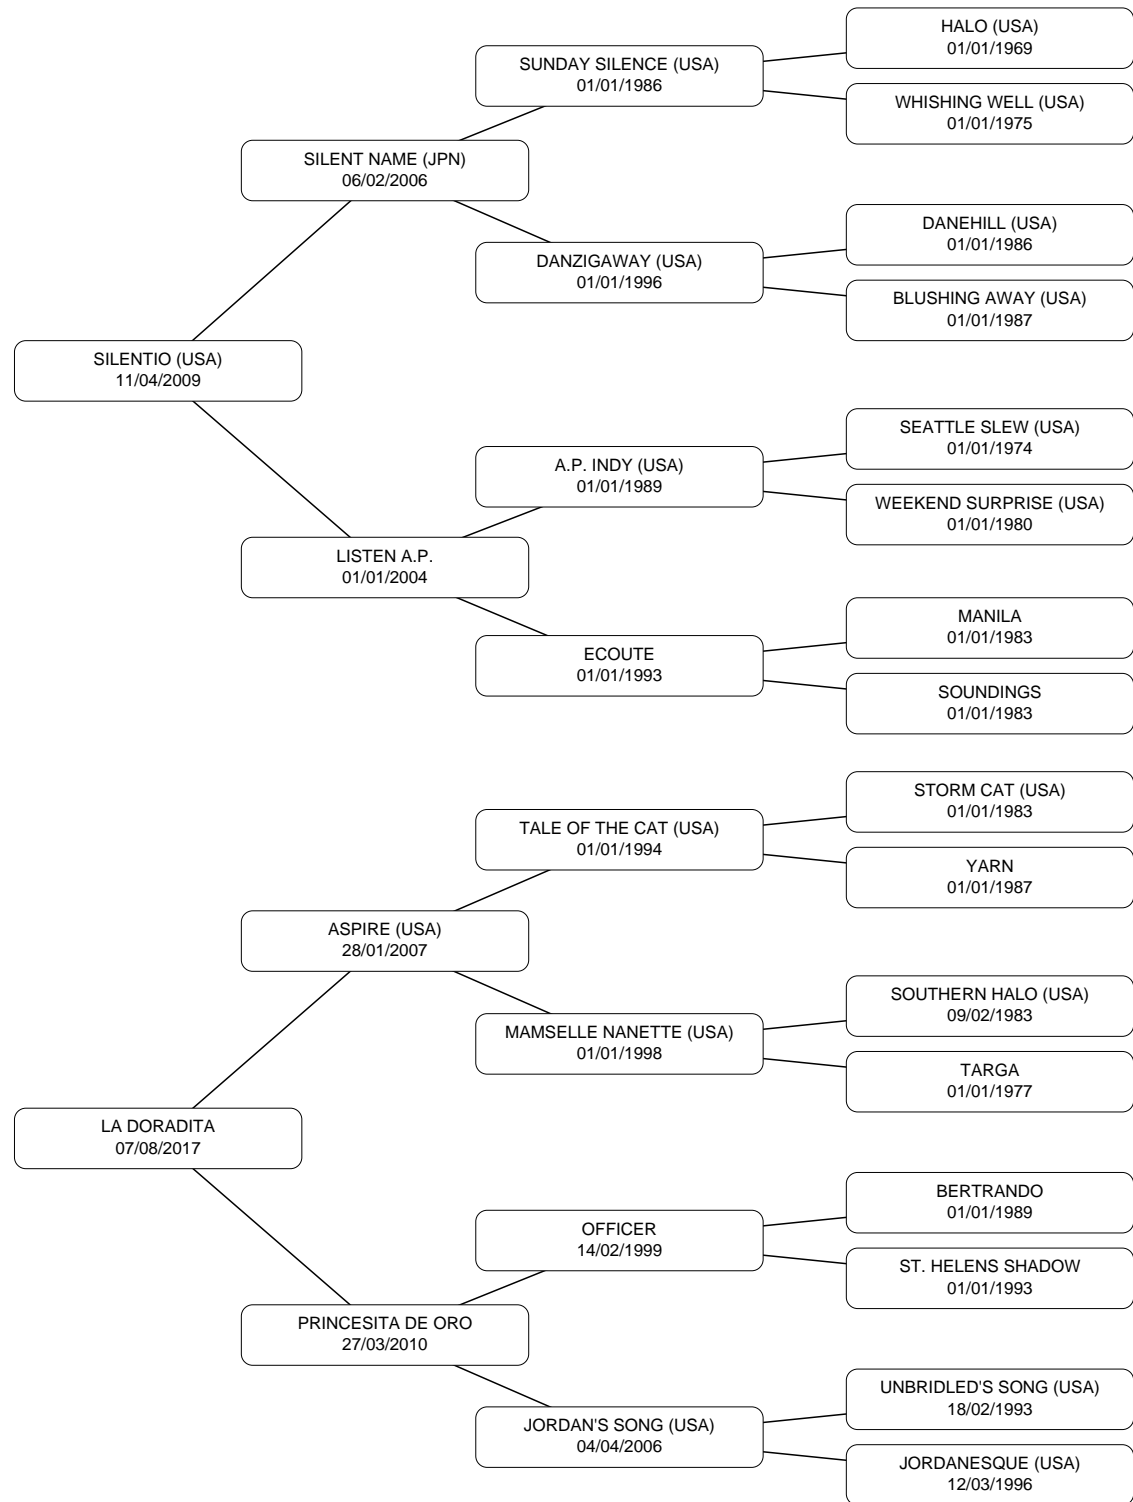 HALO (USA)
01/01/1969
SUNDAY SILENCE (USA)
01/01/1986
WHISHING WELL (USA)
01/01/1975
SILENT NAME (JPN)
06/02/2006
DANEHILL (USA)
01/01/1986
DANZIGAWAY (USA)
01/01/1996
BLUSHING AWAY (USA)
01/01/1987
SILENTIO (USA)
11/04/2009
SEATTLE SLEW (USA)
01/01/1974
A.P. INDY (USA)
01/01/1989
WEEKEND SURPRISE (USA)
01/01/1980
LISTEN A.P.
01/01/2004
MANILA
01/01/1983
ECOUTE
01/01/1993
SOUNDINGS
01/01/1983
STORM CAT (USA)
01/01/1983
TALE OF THE CAT (USA)
01/01/1994
YARN
01/01/1987
ASPIRE (USA)
28/01/2007
SOUTHERN HALO (USA)
09/02/1983
MAMSELLE NANETTE (USA)
01/01/1998
TARGA
01/01/1977
LA DORADITA
07/08/2017
BERTRANDO
01/01/1989
OFFICER
14/02/1999
ST. HELENS SHADOW
01/01/1993
PRINCESITA DE ORO
27/03/2010
UNBRIDLED'S SONG (USA)
18/02/1993
JORDAN'S SONG (USA)
04/04/2006
JORDANESQUE (USA)
12/03/1996